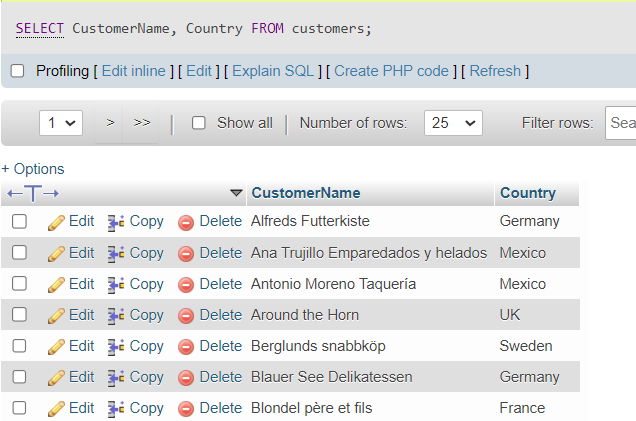 SELECT CustomerName, Country FROM customers;
Profiling [ Edit inline ] [ Edit ] [ Explain SQL ] [ Create PHP code ] [ Refresh ]
1 > >> Show all Number of rows: 25 Filter rows:
+ Options
CustomerName Country
Edit Copy Delete Alfreds Futterkiste Germany
Edit Copy Delete Ana Trujillo Emparedados y helados Mexico
Edit Copy Delete Antonio Moreno Taquería Mexico
Edit Copy Delete Around the Horn UK
Edit Copy Delete Berglunds snabbköp Sweden
Edit Copy Delete Blauer See Delikatessen Germany
Edit Copy Delete Blondel père et fils France